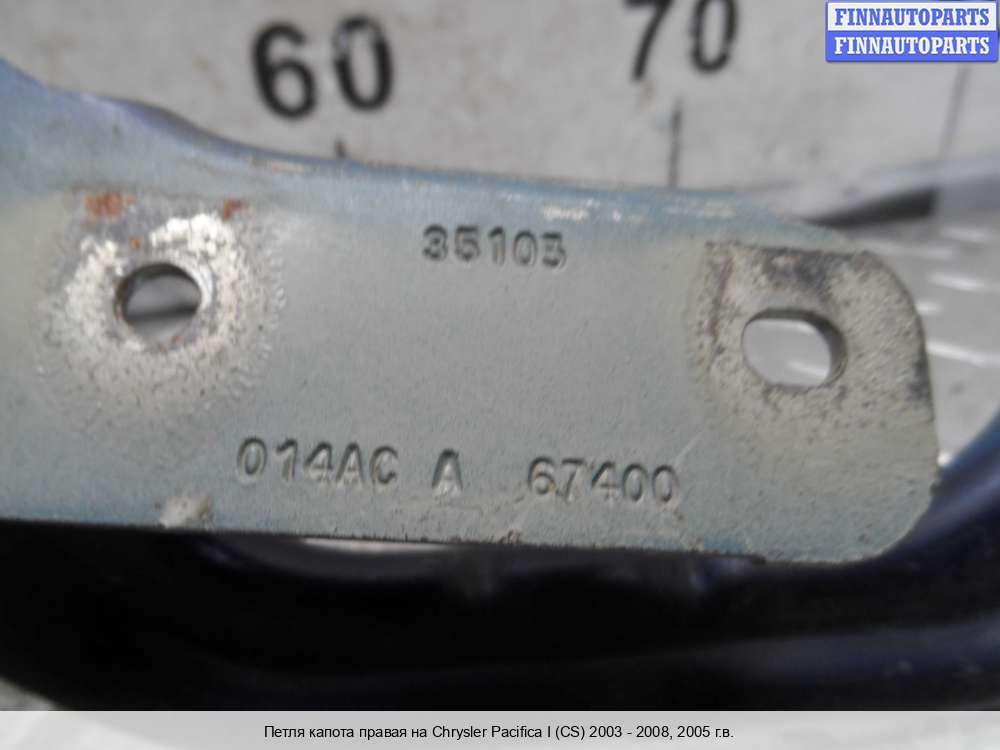 60 70
FINNAUTOPARTS
FINNAUTOPARTS
35103
014AC A 67400
Петля капота правая на Chrysler Pacifica I (CS) 2003 - 2008, 2005 г.в.